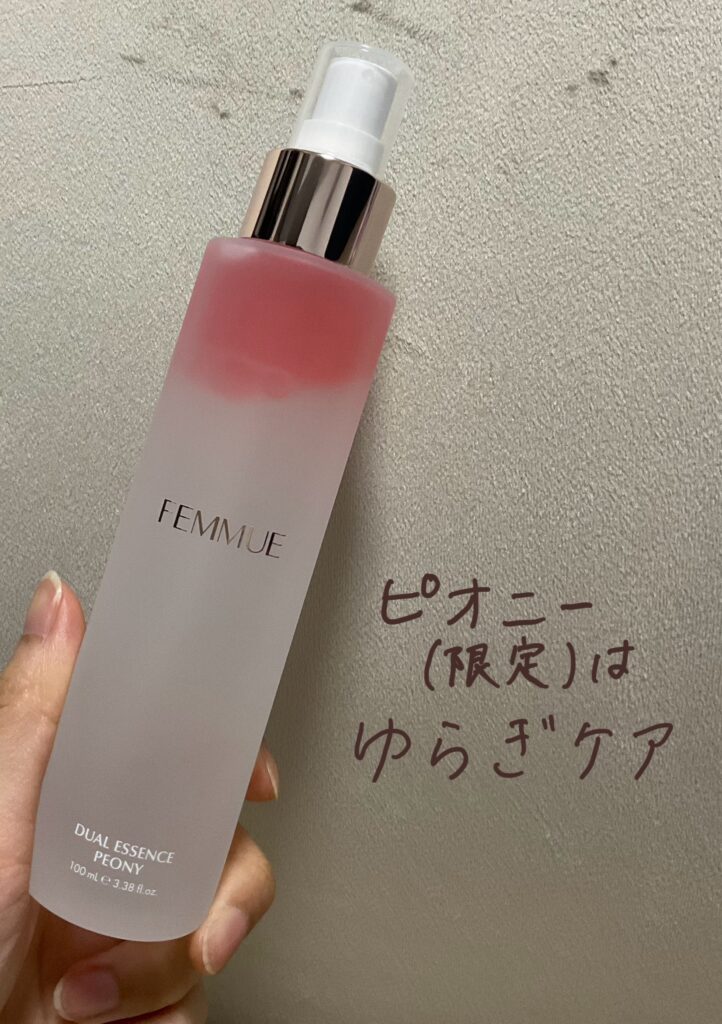 FEMMUE
ピオニー
(限定)は
ゆらぎケア
DUAL ESSENCE
PEONY
100 mL ℮ 3.38 fl.oz.